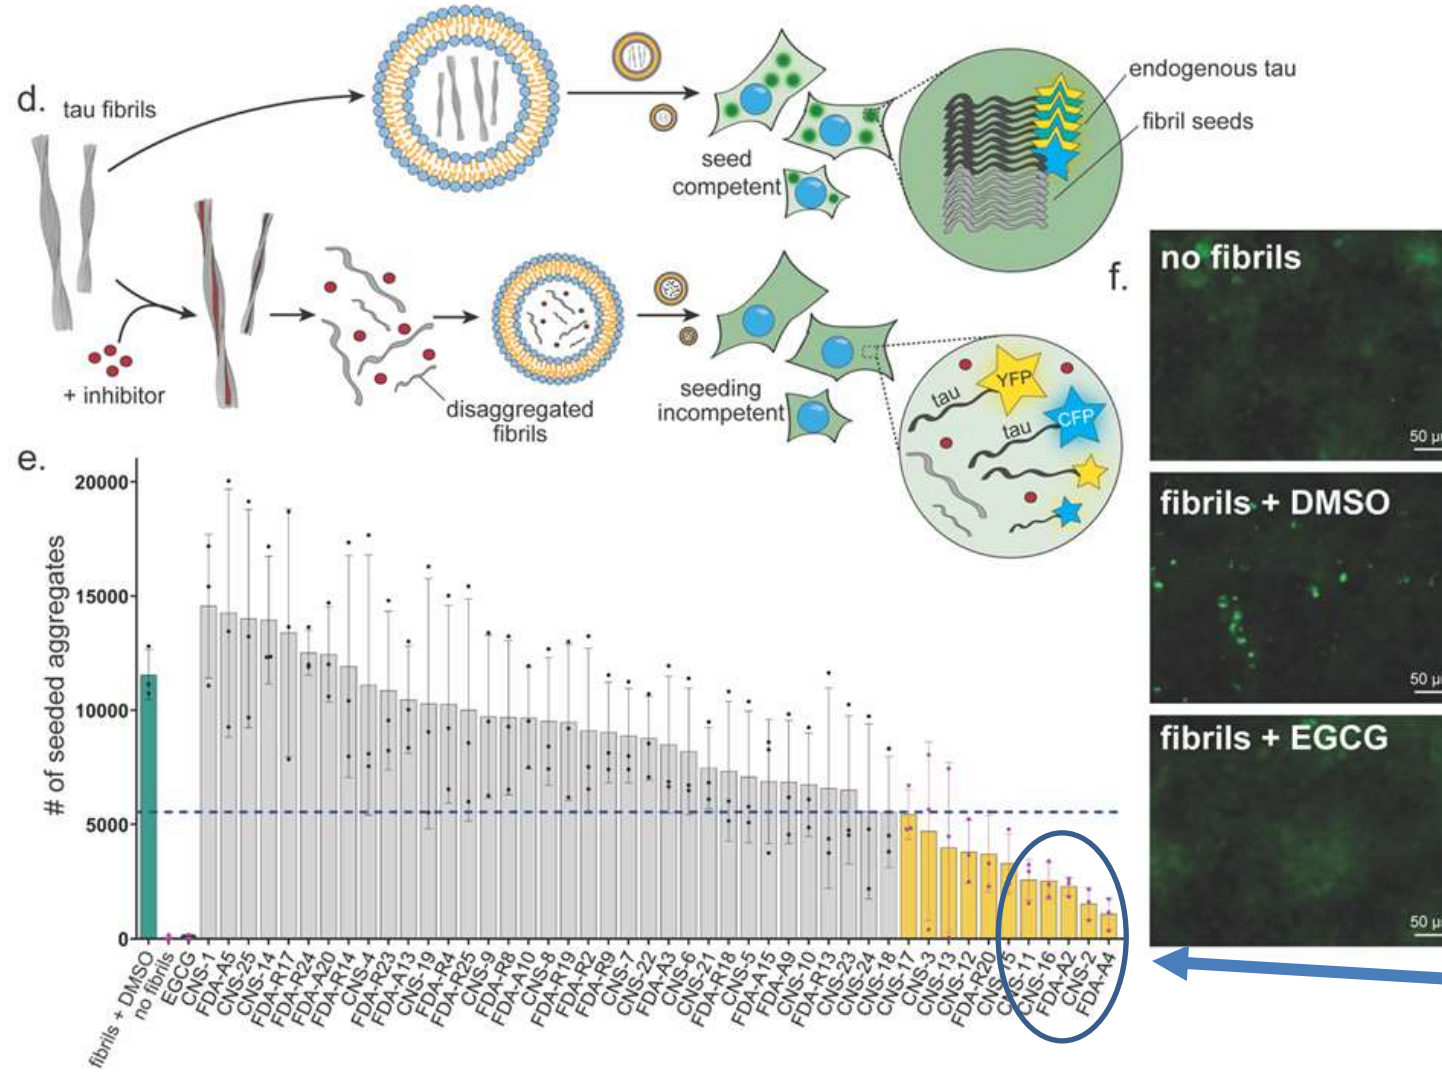 d.
tau fibrils
+ inhibitor
disaggregated
fibrils
seed
competent
seeding
incompetent
endogenous tau
fibril seeds
tau
YFP
tau
CFP
e.
# of seeded aggregates
20000
15000
10000
5000
0
fibrils + DMSO
no fibrils
EGCG
CNS-1
FDA-A5
CNS-25
CNS-14
FDA-R17
FDA-R24
FDA-A20
FDA-R14
CNS-4
FDA-R23
FDA-A13
CNS-19
FDA-R4
FDA-R25
CNS-9
FDA-R8
FDA-A10
CNS-8
FDA-R19
FDA-R2
FDA-R9
CNS-7
CNS-22
FDA-A3
CNS-6
CNS-21
FDA-R18
CNS-5
FDA-A15
FDA-A9
CNS-10
FDA-R13
CNS-23
CNS-24
CNS-18
CNS-17
CNS-3
CNS-13
CNS-12
FDA-R20
CNS-15
CNS-11
CNS-16
FDA-A2
CNS-2
FDA-A4
f.
no fibrils
50 µ
fibrils + DMSO
50 µ
fibrils + EGCG
50 µ